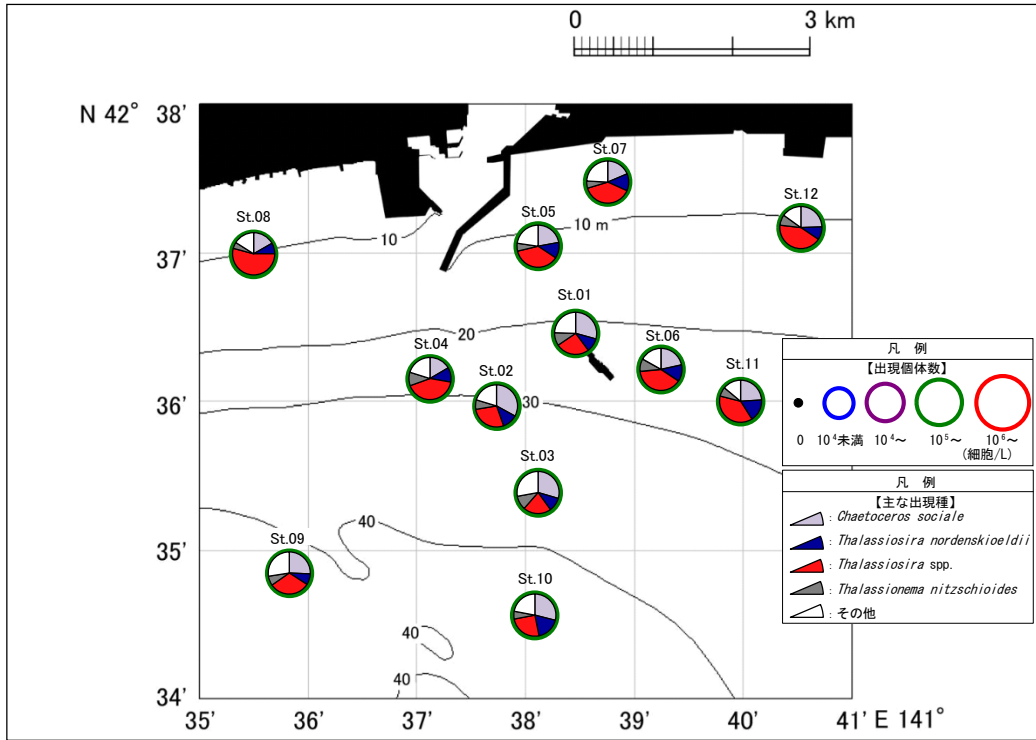 0 3 km
N 42° 38'
St.07
St.12
St.08
St.05
10 m
10
37'
St.01
20
St.04
St.06
St.02
St.11
36'
30
St.03
40
35'
St.09
St.10
40
40
34'
35' 36' 37' 38' 39' 40' 41' E 141°
凡 例
【出現個体数】
0 10⁴未満 10⁴～ 10⁵～ 10⁶～
(細胞/L)
凡 例
【主な出現種】
: Chaetoceros sociale
: Thalassiosira nordenskioeldii
: Thalassiosira spp.
: Thalassionema nitzschioides
: その他